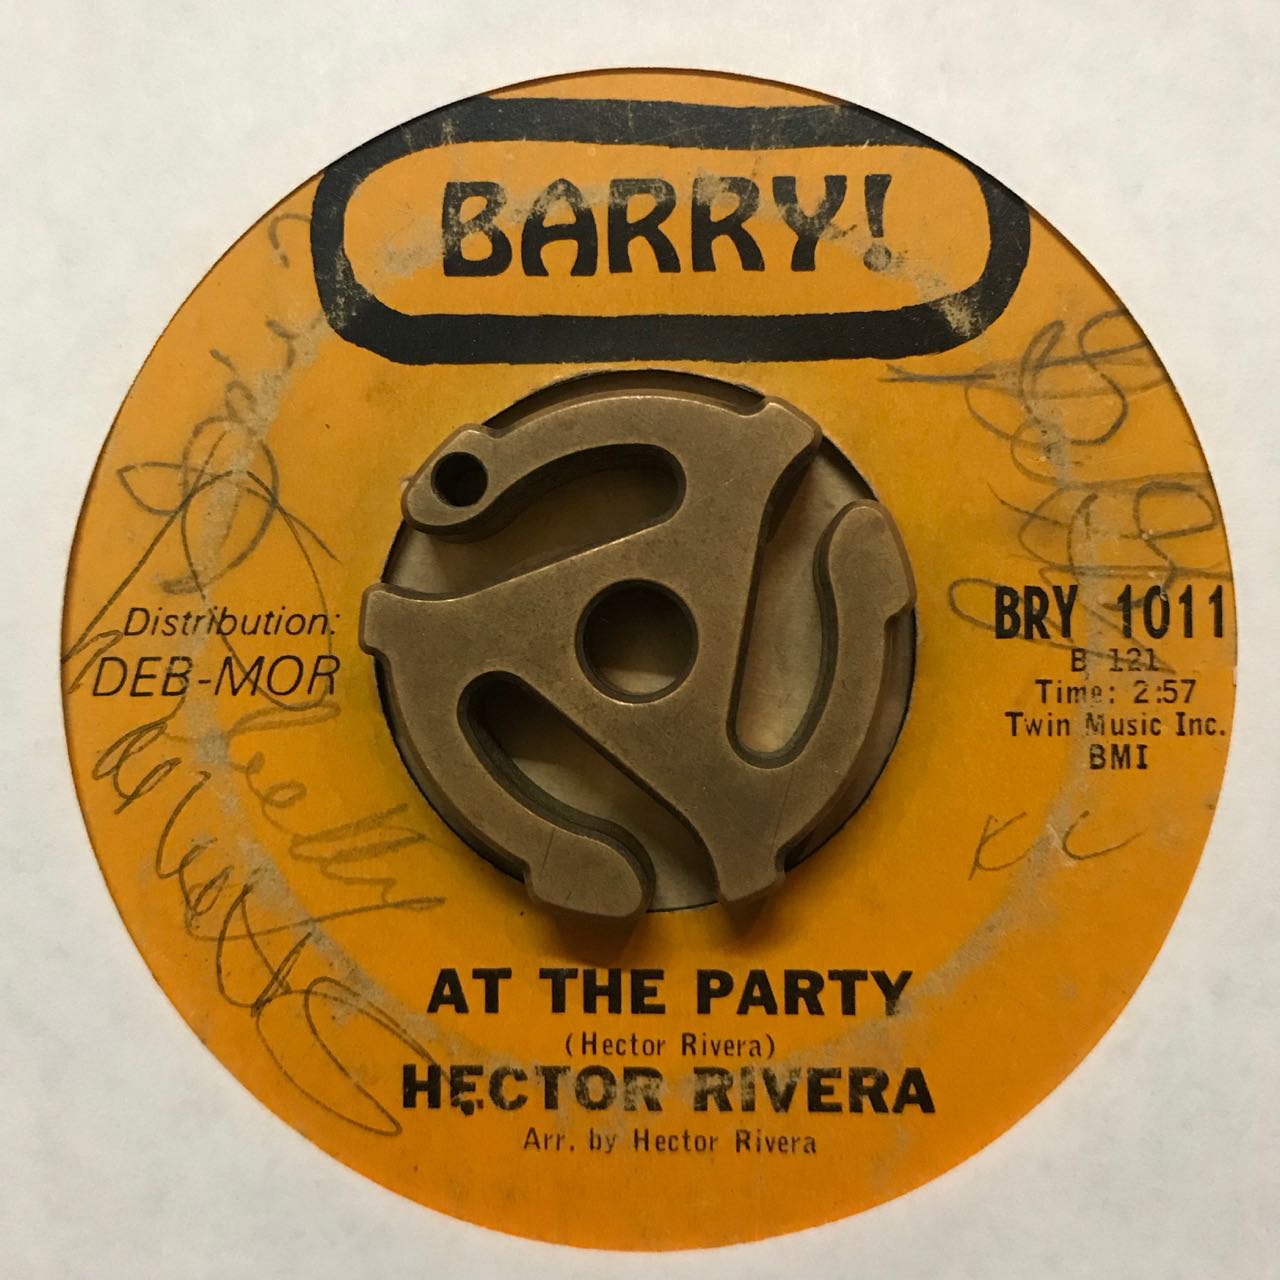 BARRY!
Distribution:
DEB-MOR
BRY 1011
B 121
Time: 2:57
Twin Music Inc.
BMI
K C
AT THE PARTY
(Hector Rivera)
HECTOR RIVERA
Arr. by Hector Rivera